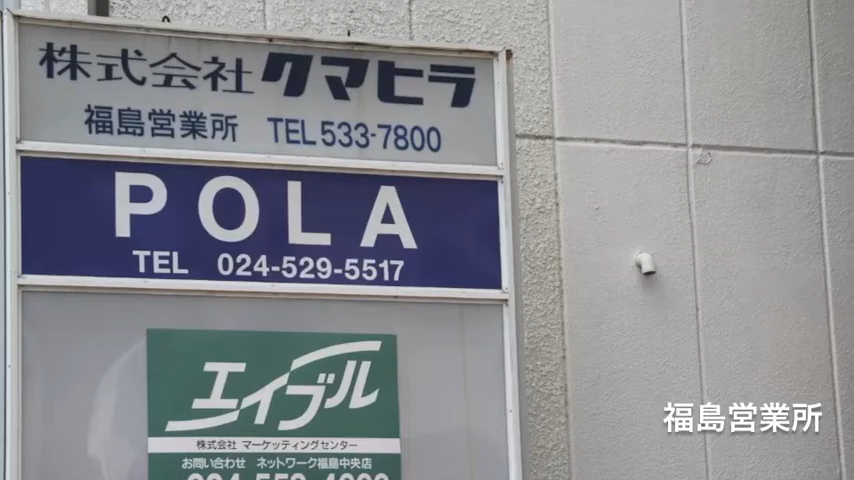 株式会社クマヒラ
福島営業所 TEL 533-7800
POLA
TEL 024-529-5517
エイブル
株式会社 マーケッティングセンター
お問い合わせ ネットワーク福島中央店
福島営業所